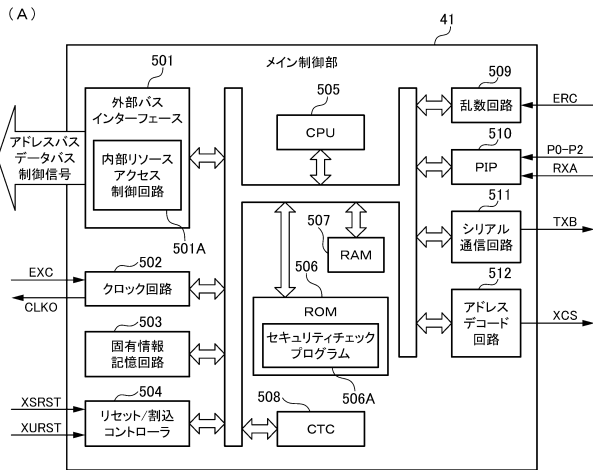 (A)
41
メイン制御部
501
外部バス
インターフェース
内部リソース
アクセス
制御回路
501A
アドレスバス
データバス
制御信号
505
CPU
509
乱数回路
ERC
510
PIP
P0-P2
RXA
511
シリアル
通信回路
TXB
507
RAM
502
クロック回路
EXC
CLKO
506
ROM
セキュリティチェック
プログラム
506A
512
アドレス
デコード
回路
XCS
503
固有情報
記憶回路
504
リセット/割込
コントローラ
XSRST
XURST
508
CTC